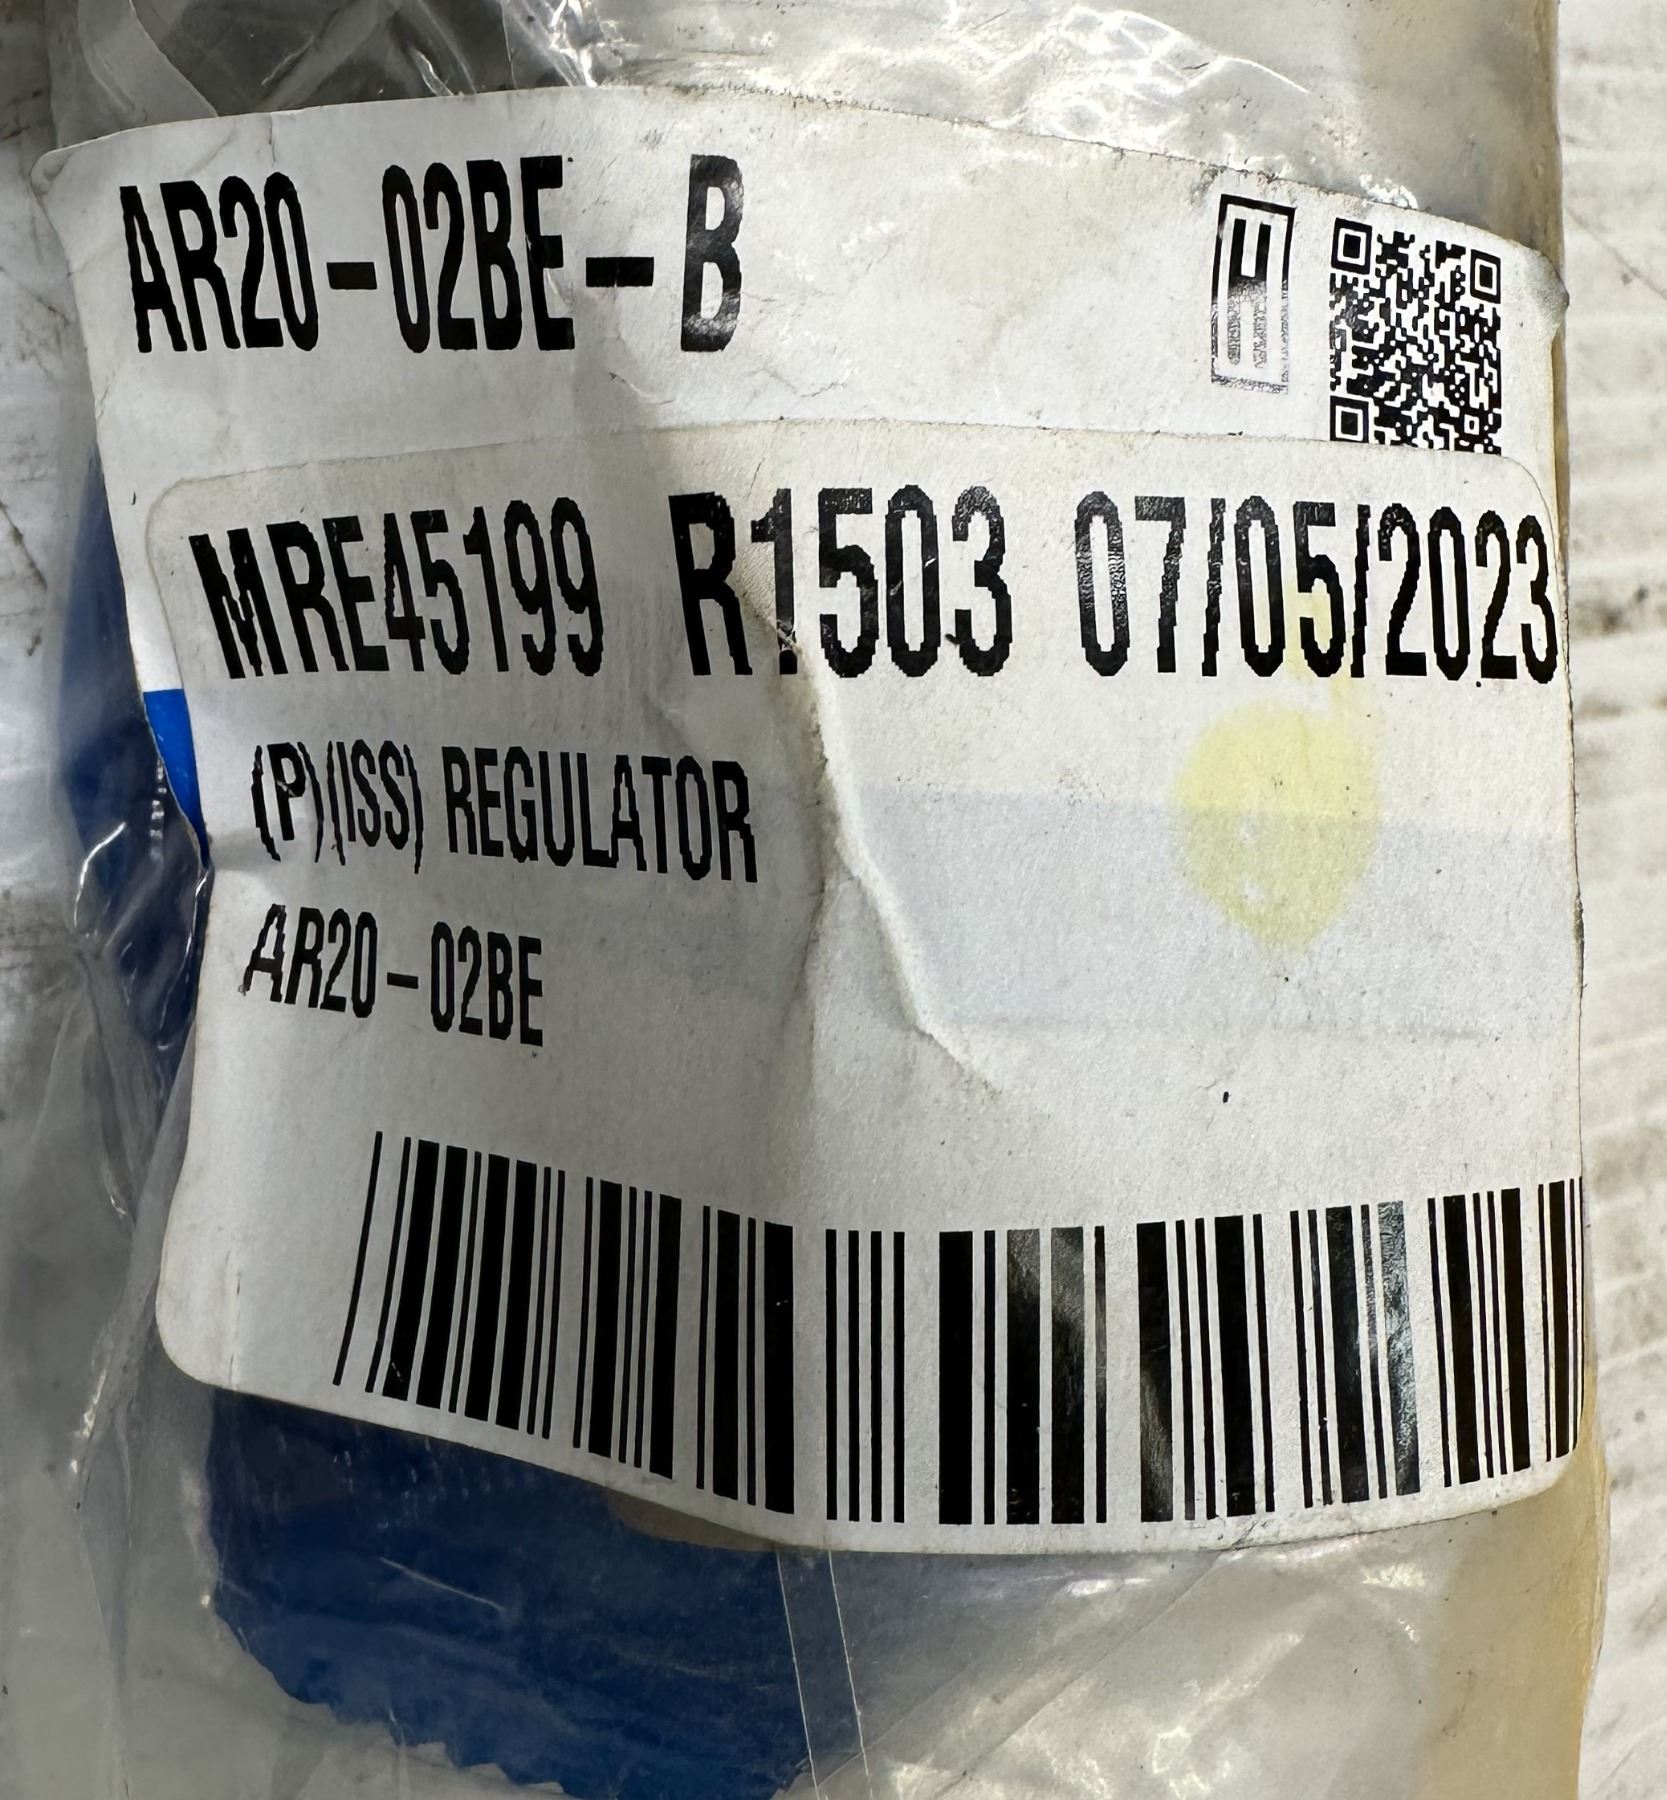 AR20-02BE-B
MRE45199 R1503 07/05/2023
(P)(ISS) REGULATOR
AR20-02BE